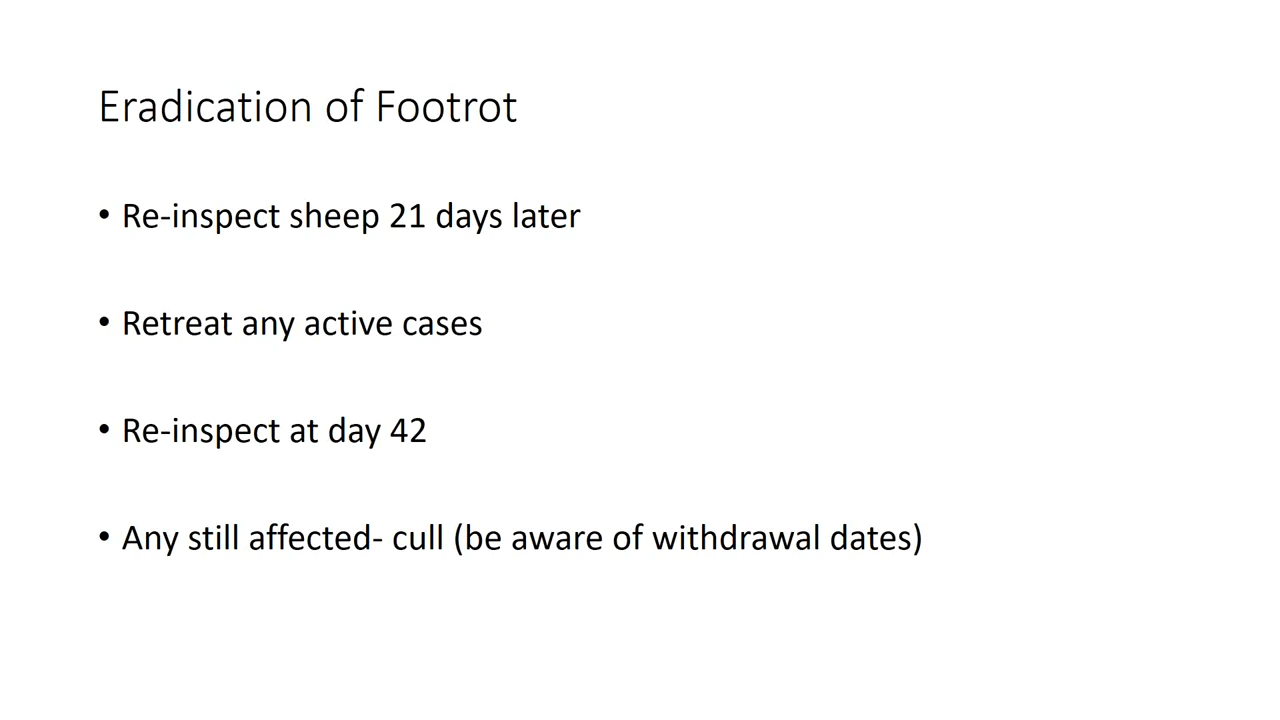 Eradication of Footrot
• Re-inspect sheep 21 days later
• Retreat any active cases
• Re-inspect at day 42
• Any still affected- cull (be aware of withdrawal dates)